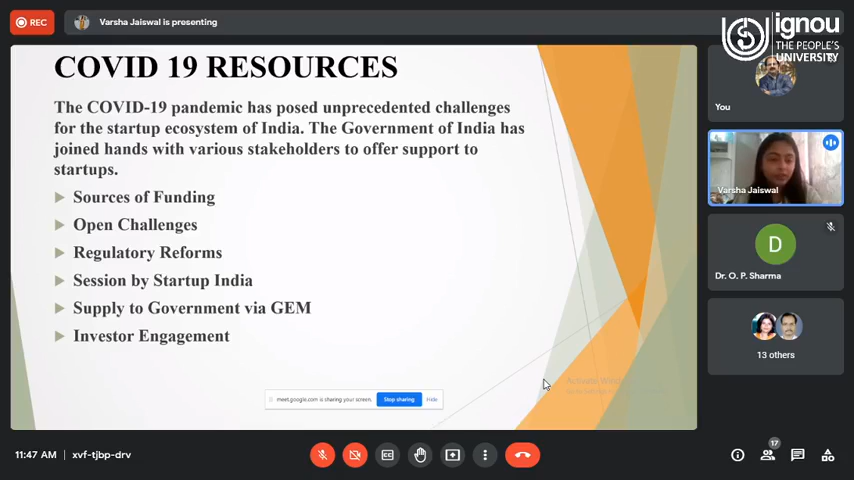 REC
Varsha Jaiswal is presenting
ignou
THE PEOPLE'S
UNIVERSITY
COVID 19 RESOURCES
The COVID-19 pandemic has posed unprecedented challenges
for the startup ecosystem of India. The Government of India has
joined hands with various stakeholders to offer support to
startups.
Sources of Funding
Open Challenges
Regulatory Reforms
Session by Startup India
Supply to Government via GEM
Investor Engagement
Activate
meet.google.com is sharing your screen.
Stop sharing
Hide
You
Varsha Jaiswal
D
Dr. O. P. Sharma
13 others
11:47 AM
xvf-tjbp-drv
CC
17